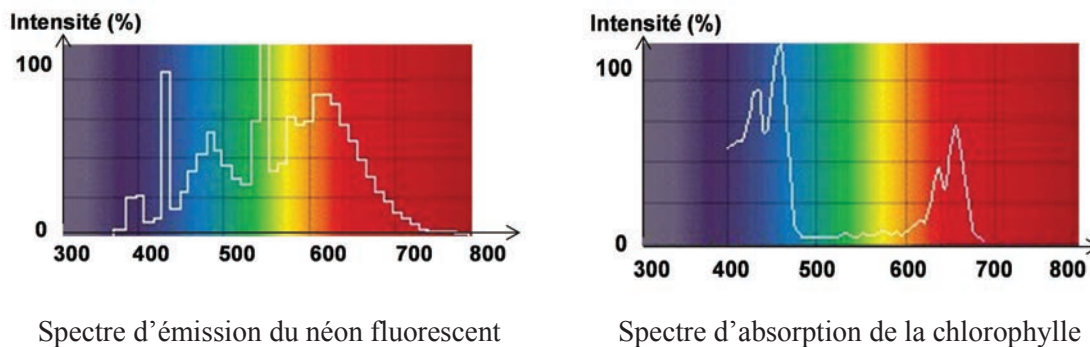 Intensité (%)
100
0
300 400 500 600 700 800
Spectre d’émission du néon fluorescent
Intensité (%)
100
0
300 400 500 600 700 800
Spectre d’absorption de la chlorophylle